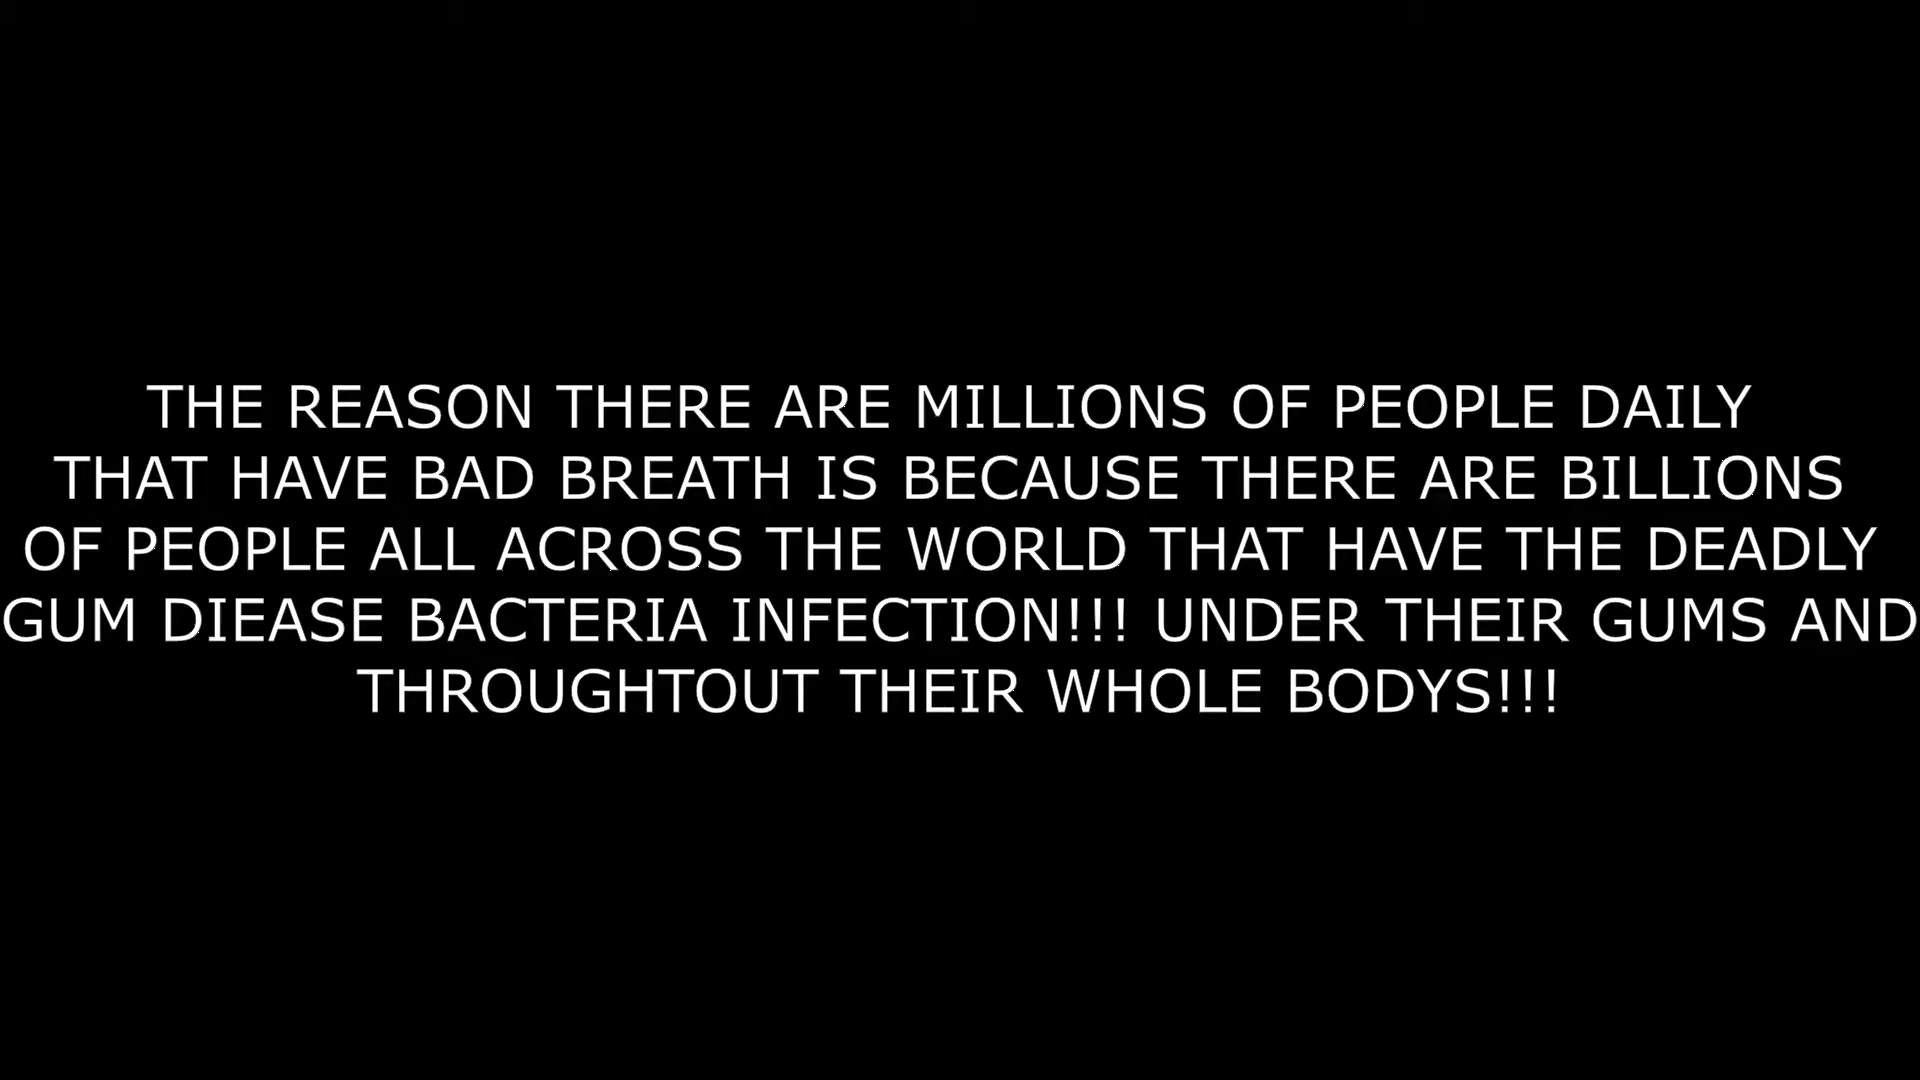 THE REASON THERE ARE MILLIONS OF PEOPLE DAILY
THAT HAVE BAD BREATH IS BECAUSE THERE ARE BILLIONS
OF PEOPLE ALL ACROSS THE WORLD THAT HAVE THE DEADLY
GUM DIEASE BACTERIA INFECTION!!! UNDER THEIR GUMS AND
THROUGHTOUT THEIR WHOLE BODYS!!!